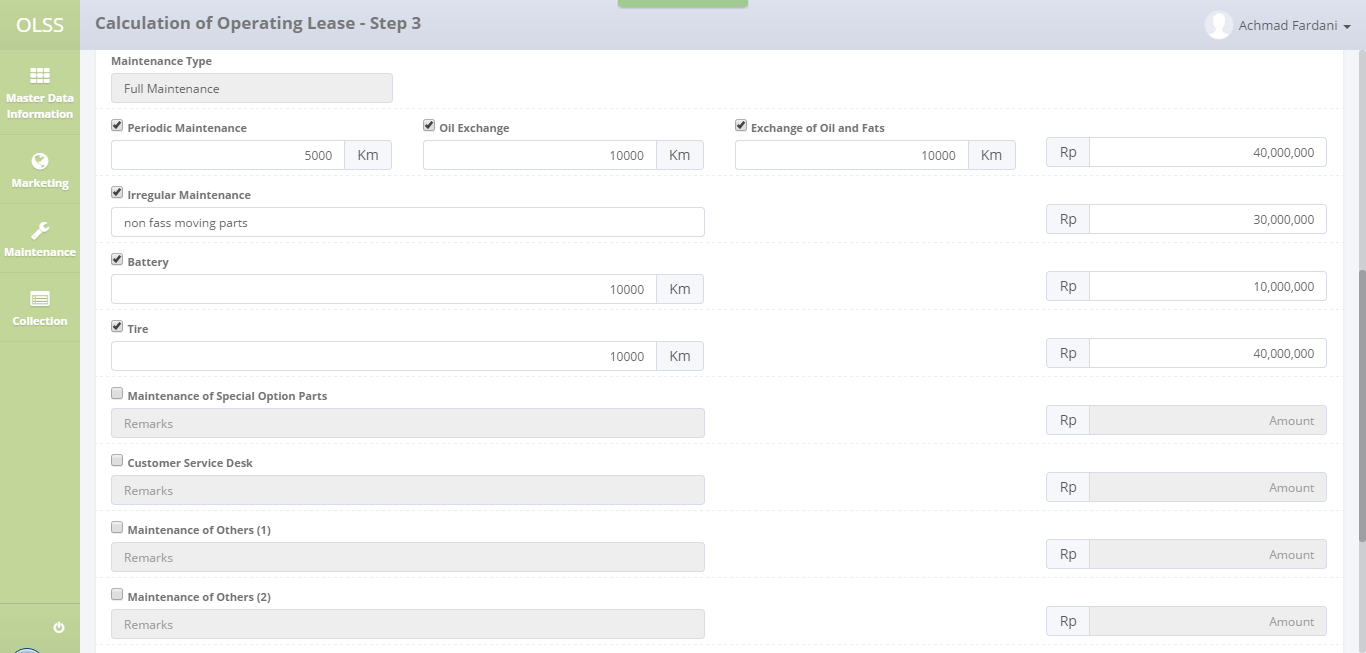 OLSS
Calculation of Operating Lease - Step 3
Achmad Fardani
Master Data
Information
Marketing
Maintenance
Collection
Maintenance Type
Full Maintenance
Periodic Maintenance
5000 Km
Oil Exchange
10000 Km
Exchange of Oil and Fats
10000 Km
Rp 40,000,000
Irregular Maintenance
non fass moving parts
Rp 30,000,000
Battery
10000 Km
Rp 10,000,000
Tire
10000 Km
Rp 40,000,000
Maintenance of Special Option Parts
Remarks
Rp Amount
Customer Service Desk
Remarks
Rp Amount
Maintenance of Others (1)
Remarks
Rp Amount
Maintenance of Others (2)
Remarks
Rp Amount